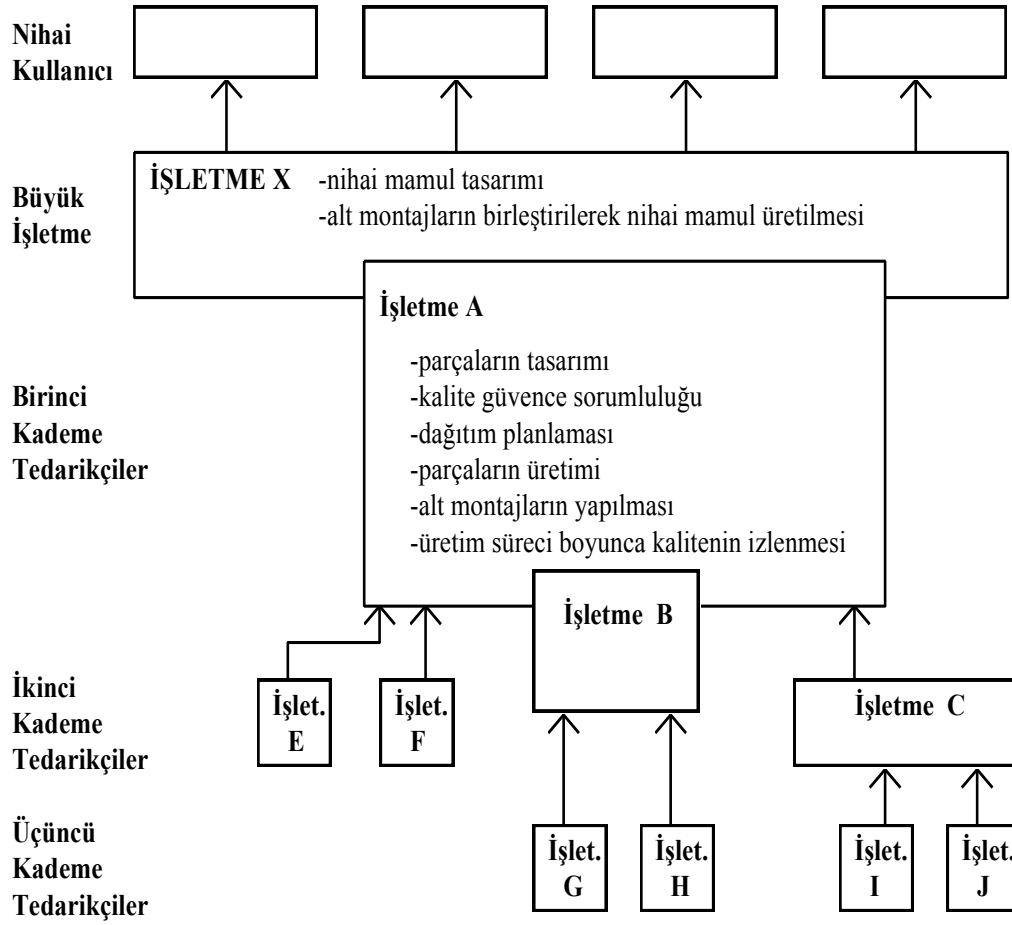 Nihai
Kullanıcı
İŞLETME X -nihai mamul tasarımı
-alt montajların birleştirilerek nihai mamul üretilmesi
Büyük
İşletme
İşletme A
-parçaların tasarımı
-kalite güvence sorumluluğu
-dağıtım planlaması
-parçaların üretimi
-alt montajların yapılması
-üretim süreci boyunca kalitenin izlenmesi
Birinci
Kademe
Tedarikçiler
İşletme B
İkinci
Kademe
Tedarikçiler
İşlet.
E
İşlet.
F
İşletme C
Üçüncü
Kademe
Tedarikçiler
İşlet.
G
İşlet.
H
İşlet.
I
İşlet.
J